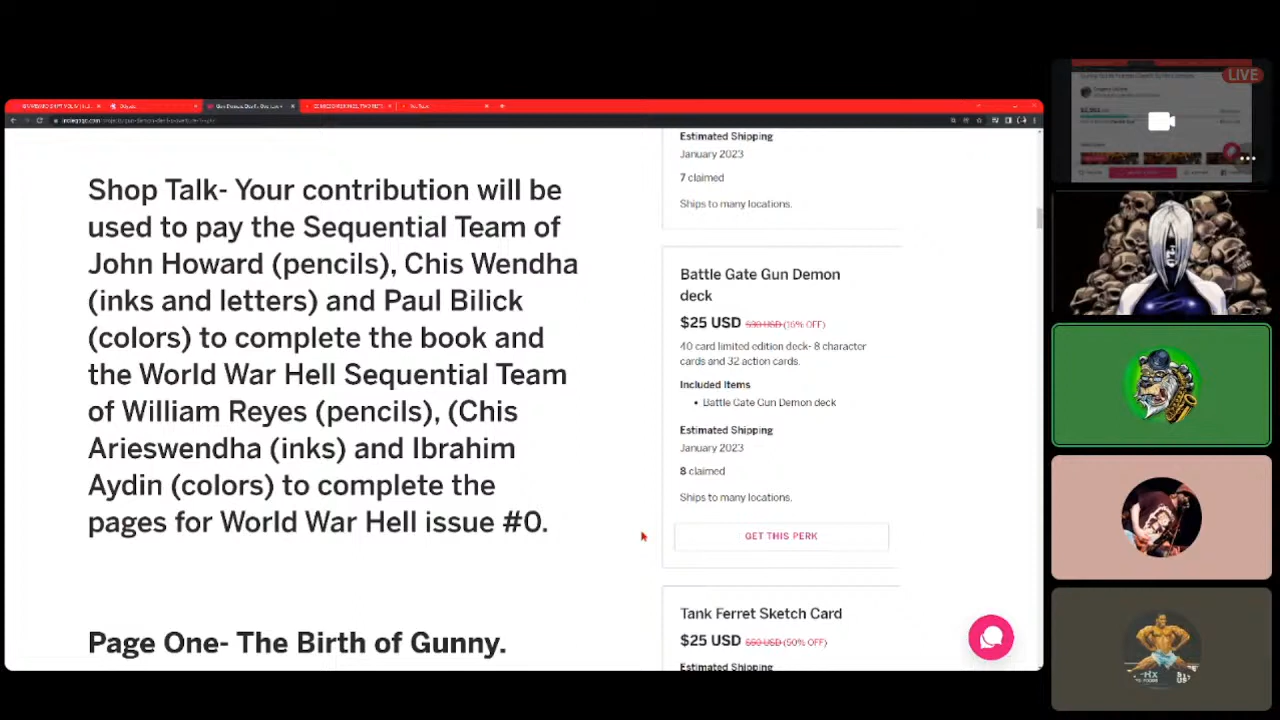 LIVE
indiegogo.com
Shop Talk- Your contribution will be
used to pay the Sequential Team of
John Howard (pencils), Chis Wendha
(inks and letters) and Paul Bilick
(colors) to complete the book and
the World War Hell Sequential Team
of William Reyes (pencils), (Chis
Arieswendha (inks) and Ibrahim
Aydin (colors) to complete the
pages for World War Hell issue #0.
Page One- The Birth of Gunny.
Estimated Shipping
January 2023
7 claimed
Ships to many locations.
Battle Gate Gun Demon
deck
$25 USD $30 USD (16% OFF)
40 card limited edition deck- 8 character
cards and 32 action cards.
Included Items
• Battle Gate Gun Demon deck
Estimated Shipping
January 2023
8 claimed
Ships to many locations.
GET THIS PERK
Tank Ferret Sketch Card
$25 USD $50 USD (50% OFF)
Estimated Shipping